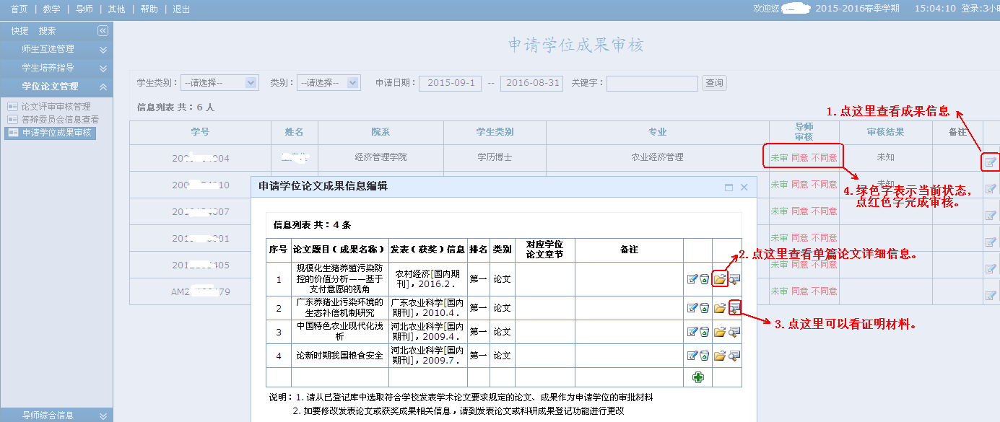 首页 | 教学 | 导师 | 其他 | 帮助 | 退出
欢迎您 2015-2016春季学期 15:04:10 登录:3小时
快捷 搜索
师生互选管理
学生培养指导
学位论文管理
论文评审审核管理
答辩委员会信息查看
申请学位成果审核
导师综合信息
申请学位成果审核
学生类别： --请选择-- 类别： --请选择-- 申请日期： 2015-09-1 -- 2016-08-31 关键字： 查询
信息列表 共：6 人
1.点这里查看成果信息
学号 姓名 院系 学生类别 专业 导师审核 审核结果 备注
200 004 经济管理学院 学历博士 农业经济管理 未审 同意 不同意 未知
200 10 未审 同意 不同意 未知
20 007 未审 同意 不同意
201 001 未审 同意 不同意
201 405 未审 同意 不同意
AM2 79 未审 同意 不同意
4.绿色字表示当前状态，
点红色字完成审核。
申请学位论文成果信息编辑
信息列表 共：4 条
序号 论文题目(成果名称) 发表(获奖)信息 排名 类别 对应学位论文章节 备注
2.点这里查看单篇论文详细信息。
1 规模化生猪养殖污染防控的价值分析——基于支付意愿的视角 农村经济[国内期刊]，2016.2. 第一 论文
2 广东养猪业污染环境的生态补偿机制研究 广东农业科学[国内期刊]，2010.4. 第一 论文
3.点这里可以看证明材料。
3 中国特色农业现代化浅析 河北农业科学[国内期刊]，2009.4. 第一 论文
4 论新时期我国粮食安全 河北农业科学[国内期刊]，2009.7. 第一 论文
说明：1. 请从已登记库中选取符合学校发表学术论文要求规定的论文、成果作为申请学位的审批材料
2. 如要修改发表论文或获奖成果相关信息，请到发表论文或科研成果登记功能进行更改